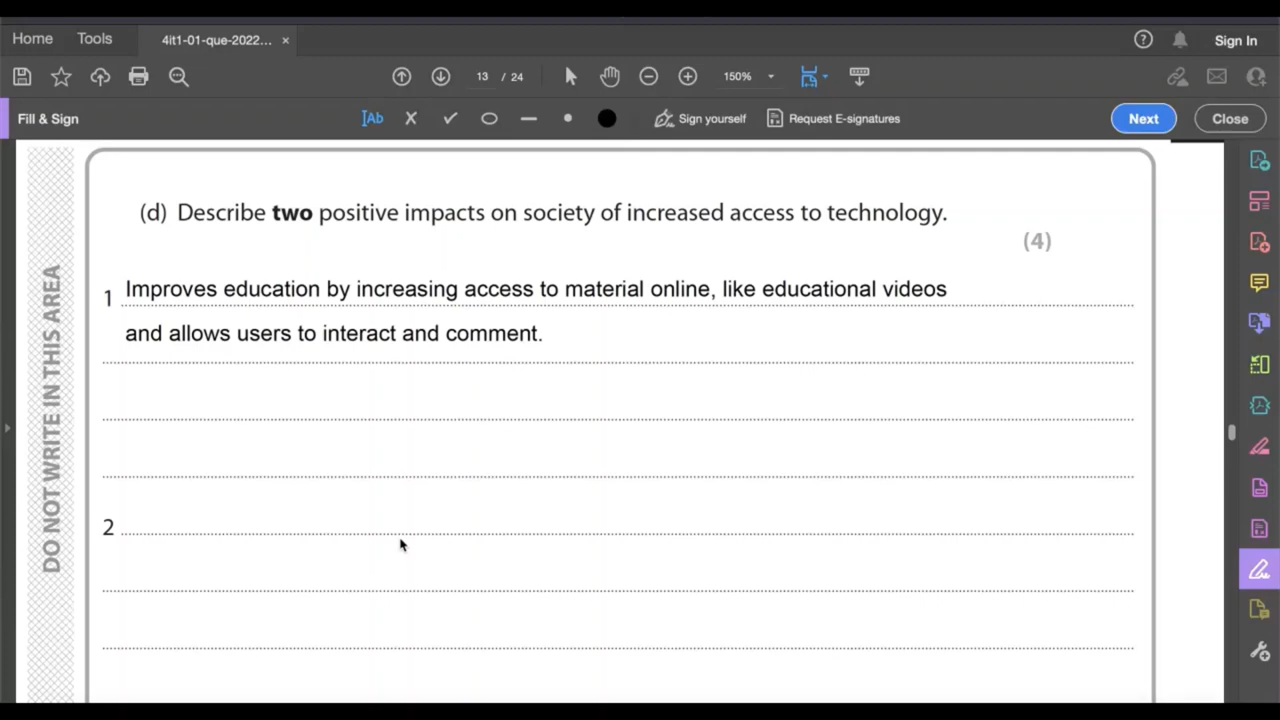 Home Tools 4it1-01-que-2022... × Sign In
13 / 24 150%
Fill & Sign Ab Sign yourself Request E-signatures Next Close
(d) Describe two positive impacts on society of increased access to technology.
(4)
1 Improves education by increasing access to material online, like educational videos
and allows users to interact and comment.
2
DO NOT WRITE IN THIS AREA